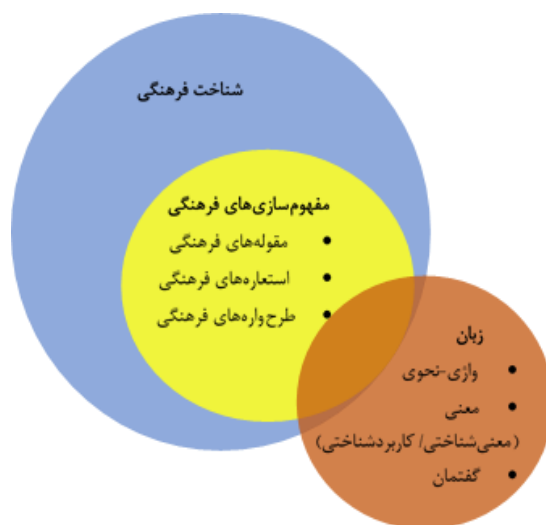 شناخت فرهنگی
مفهوم‌سازی‌های فرهنگی
• مقوله‌های فرهنگی
• استعاره‌های فرهنگی
• طرح‌واره‌های فرهنگی
زبان
• واژی-نحوی
• معنی
(معنی‌شناختی/ کاربردشناختی)
• گفتمان